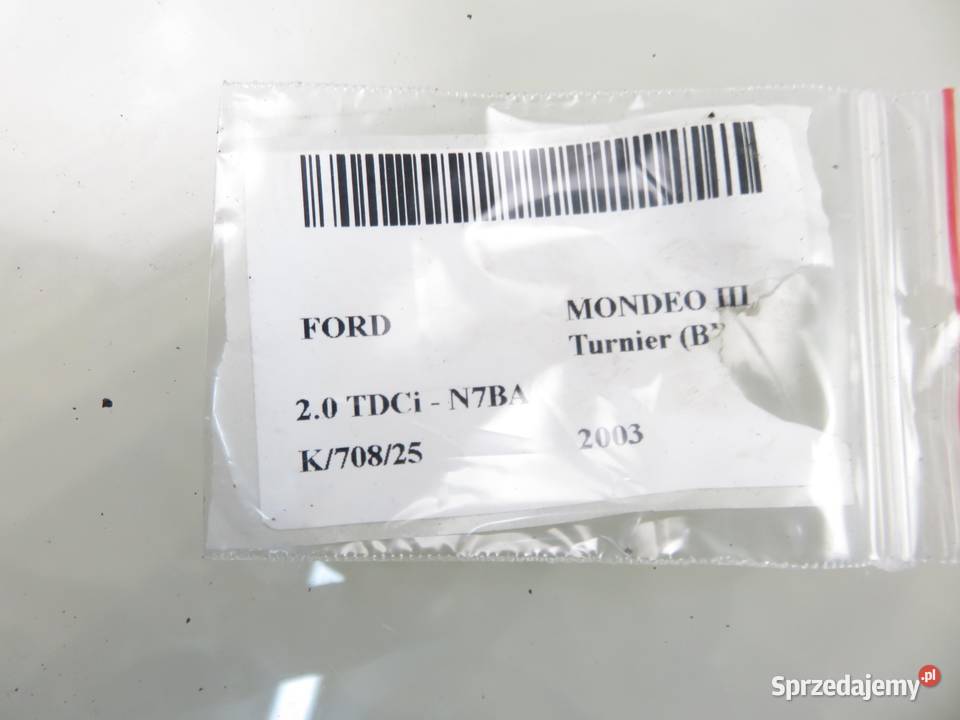 FORD
MONDEO III
Turnier (B
2.0 TDCi - N7BA
K/708/25
2003
Sprzedajemy.pl